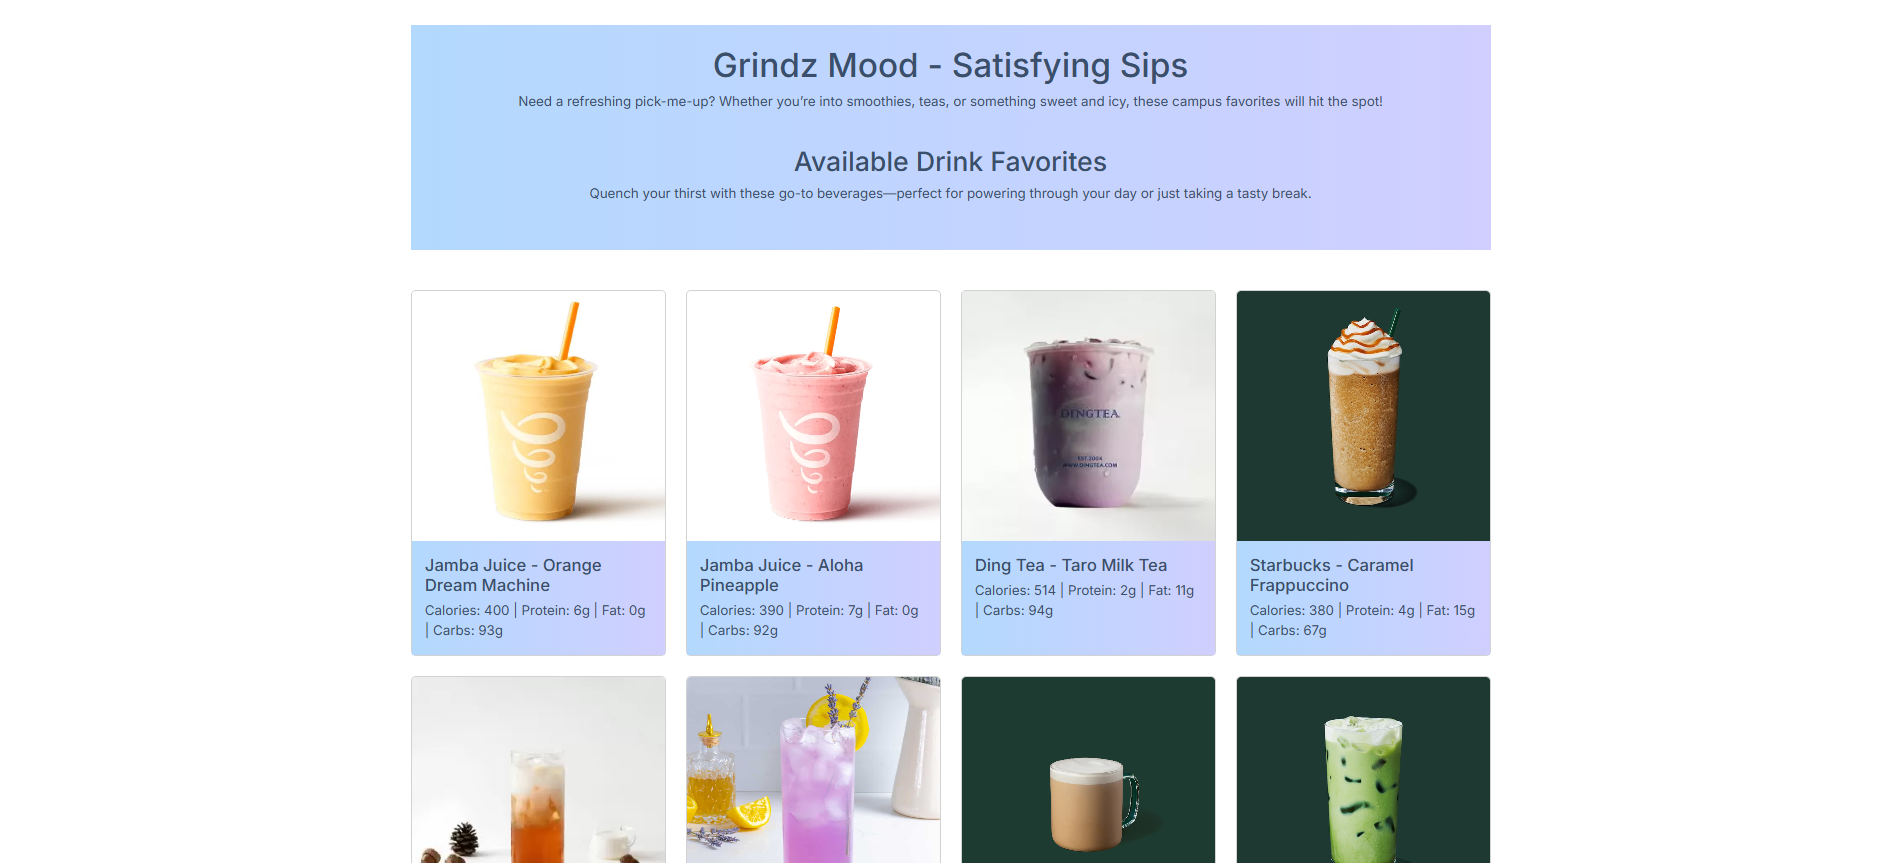 Grindz Mood - Satisfying Sips
Need a refreshing pick-me-up? Whether you’re into smoothies, teas, or something sweet and icy, these campus favorites will hit the spot!
Available Drink Favorites
Quench your thirst with these go-to beverages—perfect for powering through your day or just taking a tasty break.
DINGTEA
EST.2004
WWW.DINGTEA.COM
Jamba Juice - Orange
Dream Machine
Calories: 400 | Protein: 6g | Fat: 0g
| Carbs: 93g
Jamba Juice - Aloha
Pineapple
Calories: 390 | Protein: 7g | Fat: 0g
| Carbs: 92g
Ding Tea - Taro Milk Tea
Calories: 514 | Protein: 2g | Fat: 11g
| Carbs: 94g
Starbucks - Caramel
Frappuccino
Calories: 380 | Protein: 4g | Fat: 15g
| Carbs: 67g